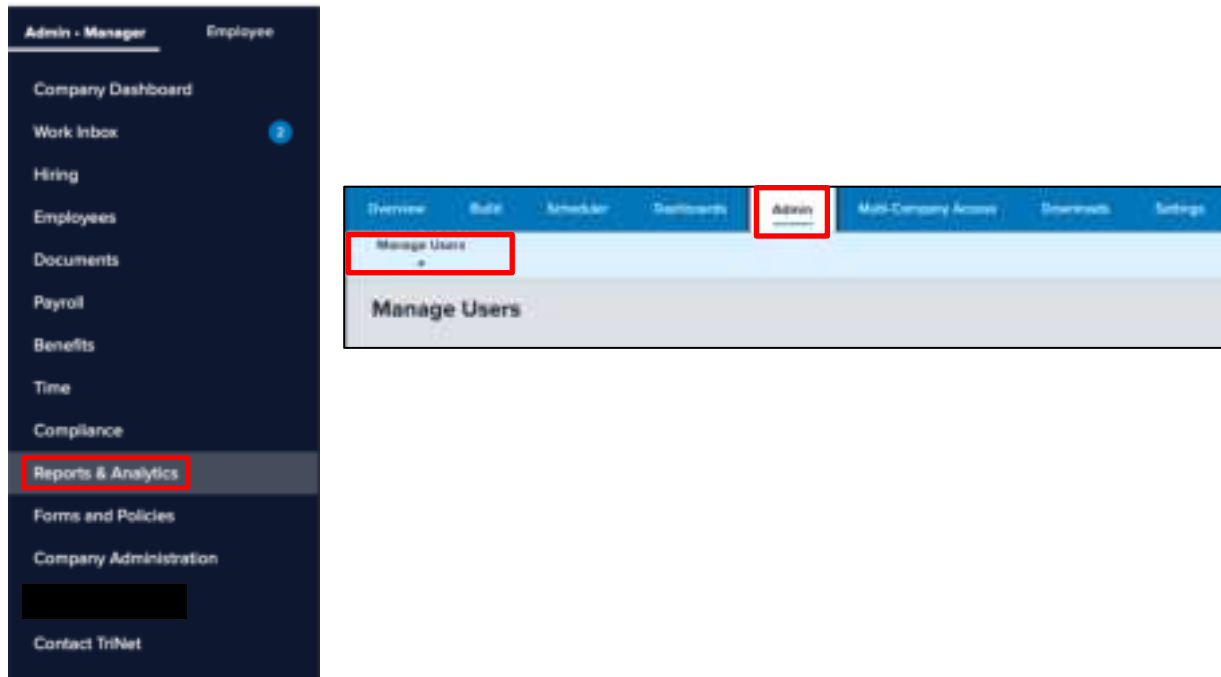 Admin - Manager Employee
Company Dashboard
Work Inbox 2
Hiring
Employees
Documents
Payroll
Benefits
Time
Compliance
Reports & Analytics
Forms and Policies
Company Administration
Contact TriNet
Overview Build Scheduler Dashboards Admin Multi-Company Access Downloads Settings
Manage Users
Manage Users